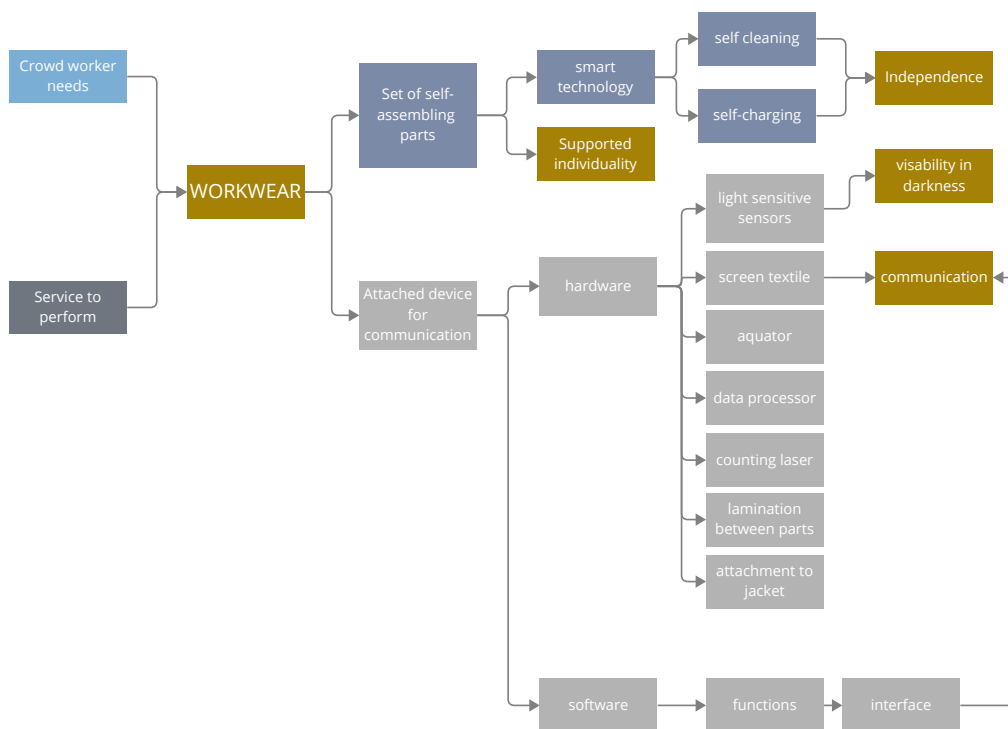 Crowd worker
needs
Service to
perform
WORKWEAR
Set of self-
assembling
parts
Attached device
for
communication
smart
technology
Supported
individuality
self cleaning
self-charging
Independence
hardware
light sensitive
sensors
visability in
darkness
screen textile
communication
aquator
data processor
counting laser
lamination
between parts
attachment to
jacket
software
functions
interface